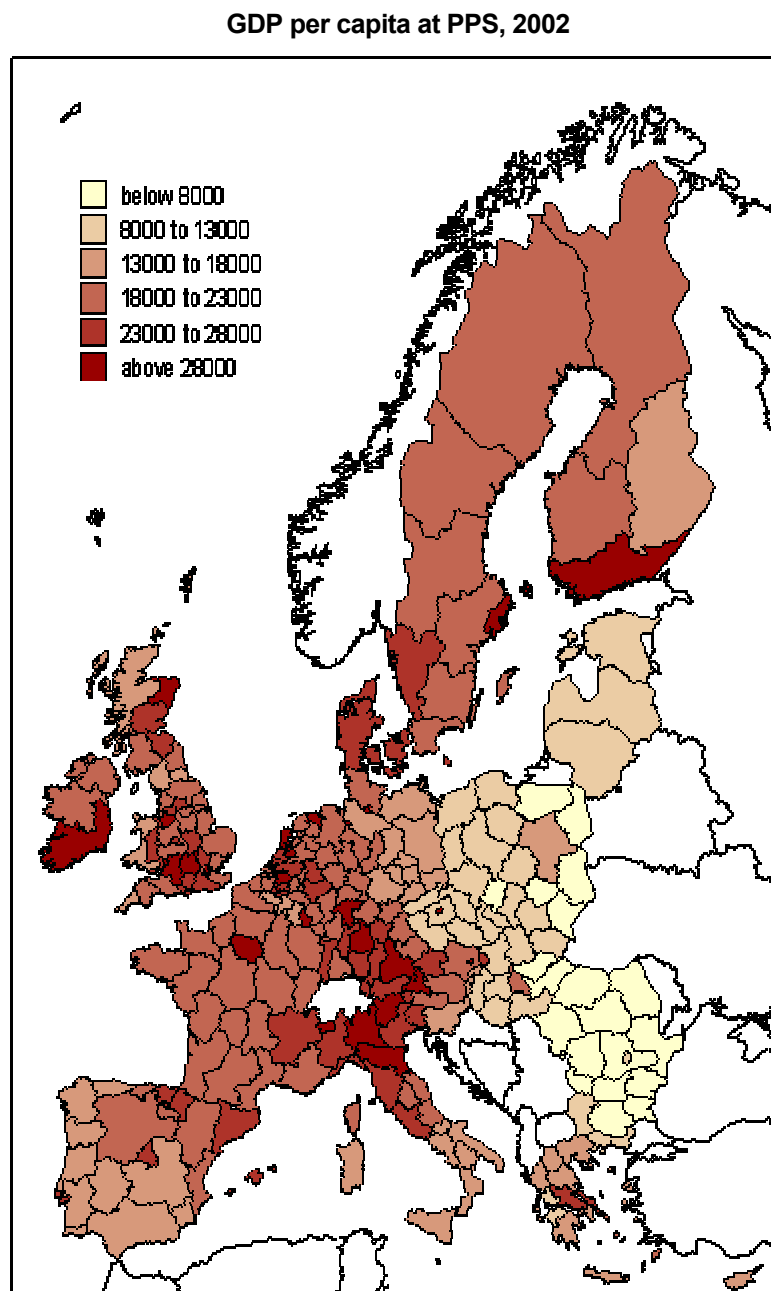 GDP per capita at PPS, 2002
below 8000
8000 to 13000
13000 to 18000
18000 to 23000
23000 to 28000
above 28000